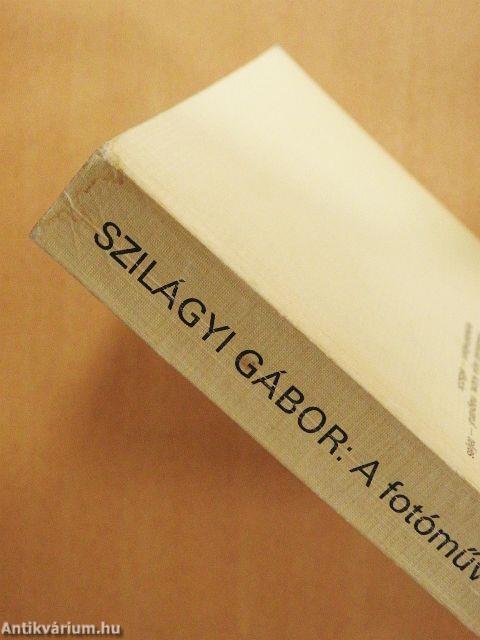 SZILÁGYI GÁBOR: A fotóműv
Antikvárium.hu